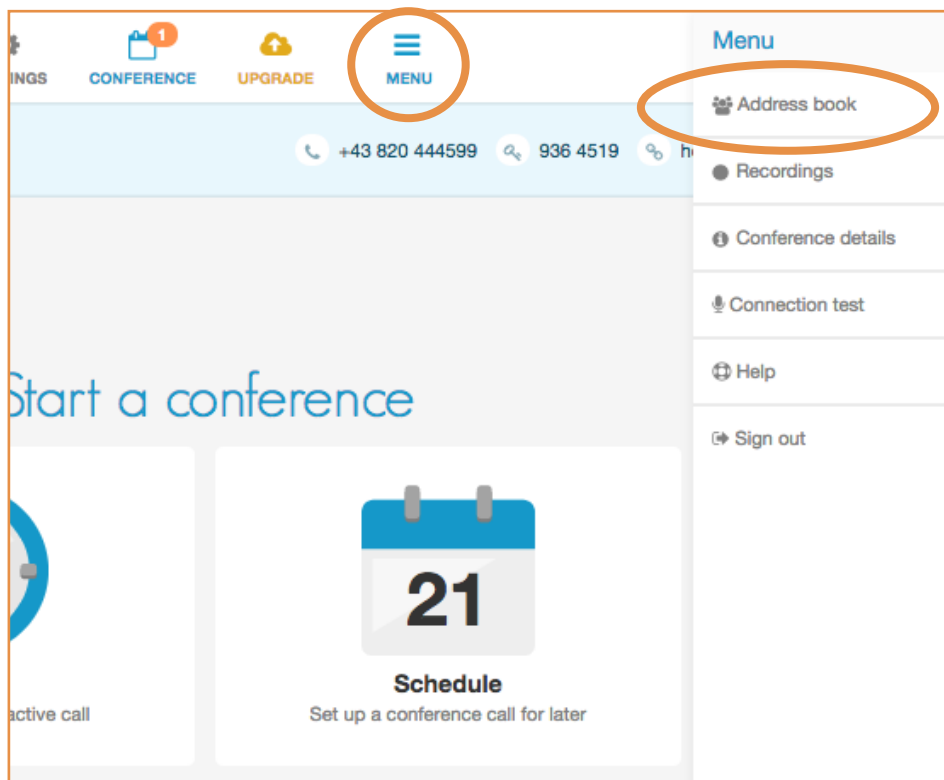 1
INGS CONFERENCE UPGRADE MENU
+43 820 444599 936 4519 h
Start a conference
21
Schedule
active call
Set up a conference call for later
Menu
Address book
Recordings
Conference details
Connection test
Help
Sign out